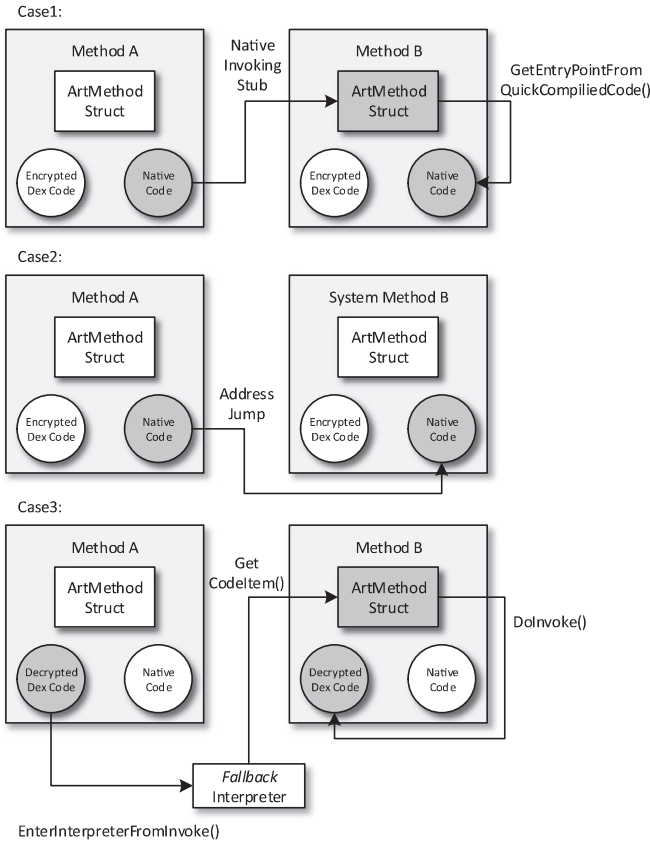 Case1:
Method A
ArtMethod
Struct
Encrypted
Dex Code
Native
Code
Native
Invoking
Stub
Method B
ArtMethod
Struct
Encrypted
Dex Code
Native
Code
GetEntryPointFrom
QuickCompiliedCode()
Case2:
Method A
ArtMethod
Struct
Encrypted
Dex Code
Native
Code
Address
Jump
System Method B
ArtMethod
Struct
Encrypted
Dex Code
Native
Code
Case3:
Method A
ArtMethod
Struct
Decrypted
Dex Code
Native
Code
Get
CodeItem()
Method B
ArtMethod
Struct
Decrypted
Dex Code
Native
Code
DoInvoke()
Fallback
Interpreter
EnterInterpreterFromInvoke()